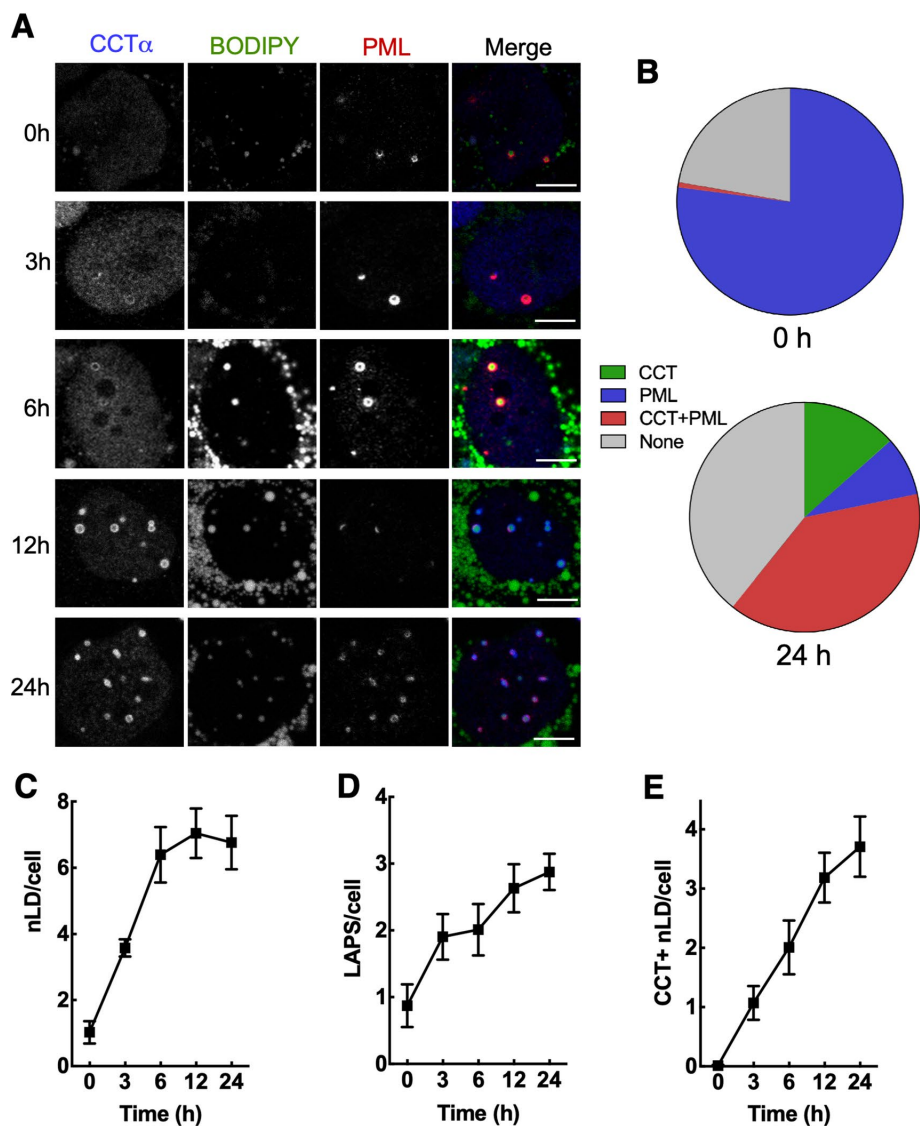 A
CCTα BODIPY PML Merge
0h
3h
6h
12h
24h
B
0 h
CCT
PML
CCT+PML
None
24 h
C
nLD/cell
8
6
4
2
0
0 3 6 12 24
Time (h)
D
LAPS/cell
4
3
2
1
0
0 3 6 12 24
Time (h)
E
CCT+ nLD/cell
4
3
2
1
0
0 3 6 12 24
Time (h)